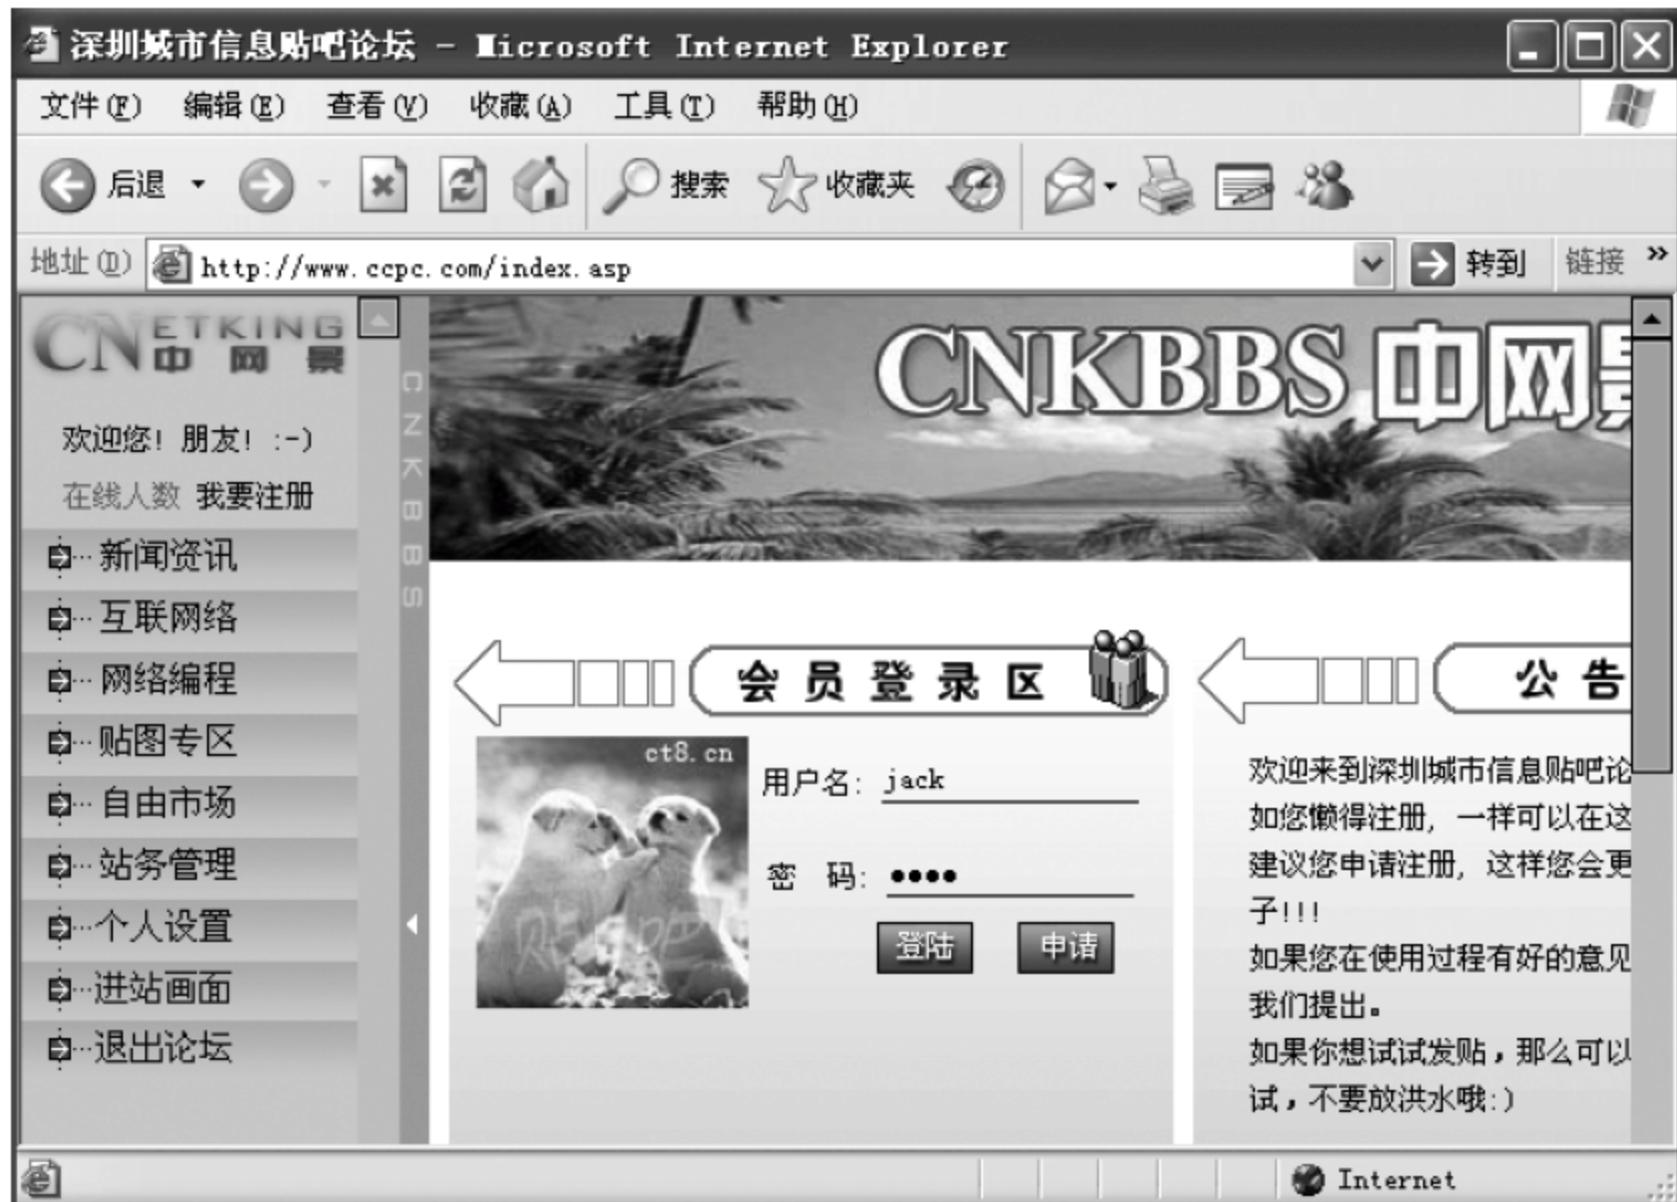 深圳城市信息贴吧论坛 - Microsoft Internet Explorer
文件(F) 编辑(E) 查看(V) 收藏(A) 工具(T) 帮助(H)
后退 搜索 收藏夹
地址(D) http://www.ccpc.com/index.asp 转到 链接 »
CNETKING
中网景
欢迎您! 朋友! :-)
在线人数 我要注册
新闻资讯
互联网络
网络编程
贴图专区
自由市场
站务管理
个人设置
进站画面
退出论坛
CNKBBS
CNKBBS 中网景
会员登录区
ct8.cn
贴吧
用户名: jack
密 码: ●●●●
登陆 申请
公告
欢迎来到深圳城市信息贴吧论
如您懒得注册, 一样可以在这
建议您申请注册, 这样您会更
子!!!
如果您在使用过程有好的意见
我们提出。
如果你想试试发贴,那么可以
试,不要放洪水哦:)
Internet